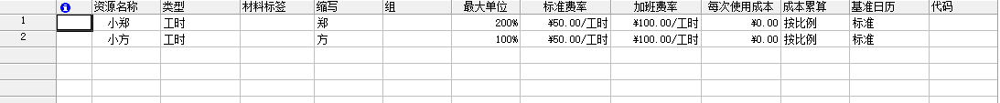 资源名称 类型 材料标签 缩写 组 最大单位 标准费率 加班费率 每次使用成本 成本累算 基准日历 代码
1 小郑 工时 郑 200% ¥50.00/工时 ¥100.00/工时 ¥0.00 按比例 标准
2 小方 工时 方 100% ¥50.00/工时 ¥100.00/工时 ¥0.00 按比例 标准